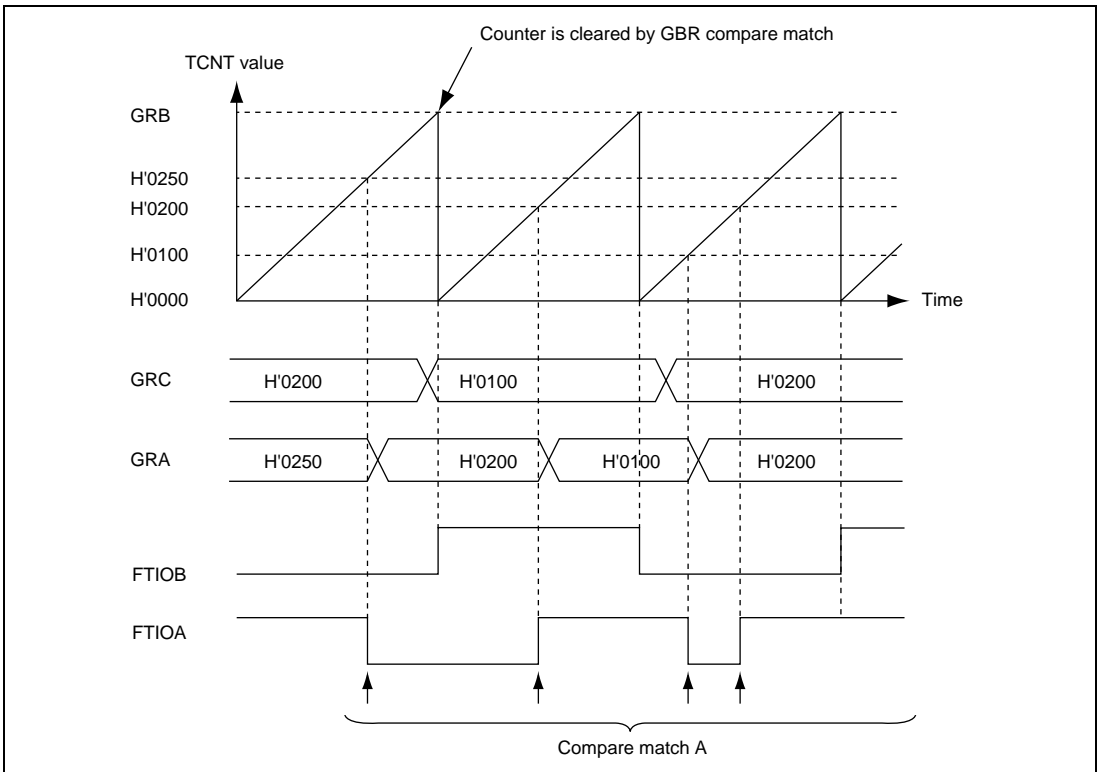 Counter is cleared by GBR compare match
TCNT value
GRB
H'0250
H'0200
H'0100
H'0000
Time
GRC
H'0200
H'0100
H'0200
GRA
H'0250
H'0200
H'0100
H'0200
FTIOB
FTIOA
Compare match A